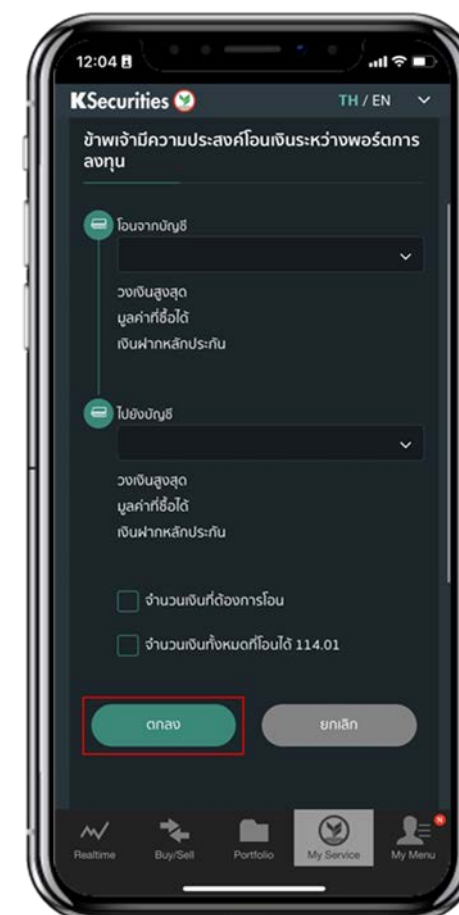 12:04
KSecurities
TH / EN
ข้าพเจ้ามีความประสงค์โอนเงินระหว่างพอร์ตการ
ลงทุน
โอนจากบัญชี
วงเงินสูงสุด
มูลค่าที่ซื้อได้
เงินฝากหลักประกัน
ไปยังบัญชี
วงเงินสูงสุด
มูลค่าที่ซื้อได้
เงินฝากหลักประกัน
จำนวนเงินที่ต้องการโอน
จำนวนเงินทั้งหมดที่โอนได้ 114.01
ตกลง
ยกเลิก
Realtime
Buy/Sell
Portfolio
My Service
My Menu
N